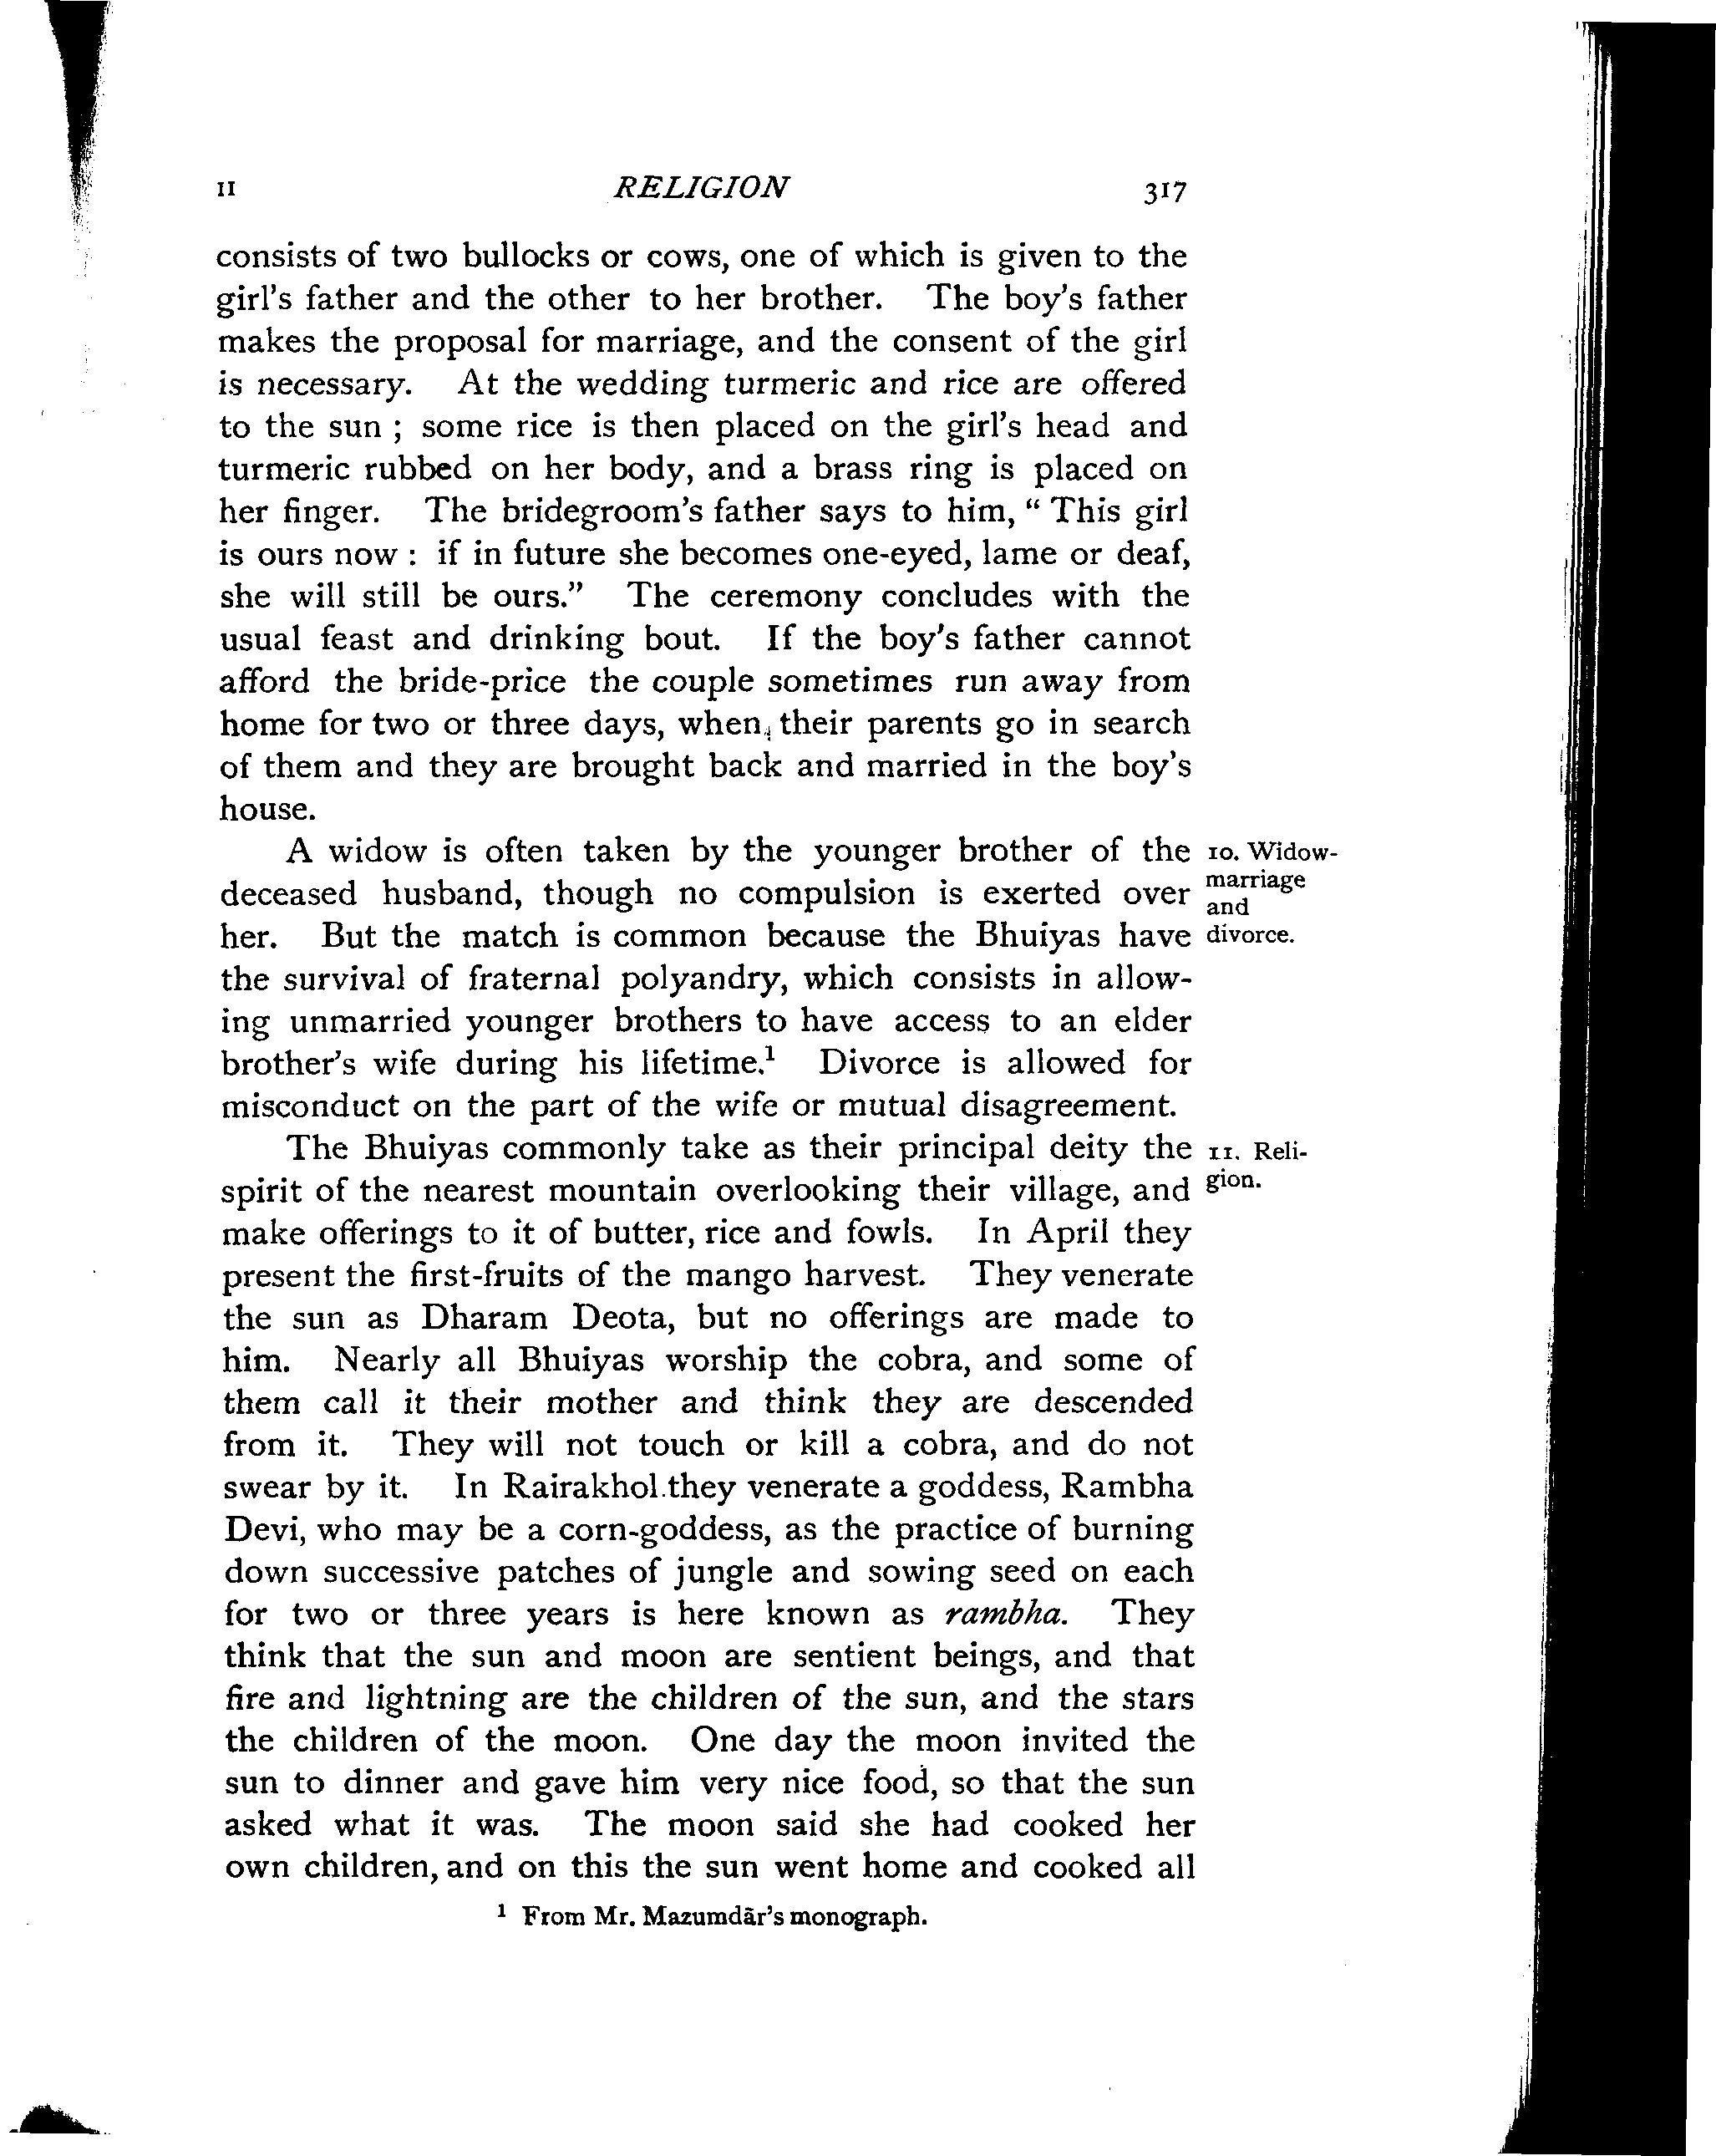 11 RELIGION 317
consists of two bullocks or cows, one of which is given to the
girl's father and the other to her brother. The boy's father
makes the proposal for marriage, and the consent of the girl
is necessary. At the wedding turmeric and rice are offered
to the sun ; some rice is then placed on the girl's head and
turmeric rubbed on her body, and a brass ring is placed on
her finger. The bridegroom's father says to him, “ This girl
is ours now : if in future she becomes one-eyed, lame or deaf,
she will still be ours.” The ceremony concludes with the
usual feast and drinking bout. If the boy's father cannot
afford the bride-price the couple sometimes run away from
home for two or three days, when their parents go in search
of them and they are brought back and married in the boy's
house.
A widow is often taken by the younger brother of the
deceased husband, though no compulsion is exerted over
her. But the match is common because the Bhuiyas have
the survival of fraternal polyandry, which consists in allow-
ing unmarried younger brothers to have access to an elder
brother's wife during his lifetime.¹ Divorce is allowed for
misconduct on the part of the wife or mutual disagreement.
10. Widow-
marriage
and
divorce.
The Bhuiyas commonly take as their principal deity the
spirit of the nearest mountain overlooking their village, and
make offerings to it of butter, rice and fowls. In April they
present the first-fruits of the mango harvest. They venerate
the sun as Dharam Deota, but no offerings are made to
him. Nearly all Bhuiyas worship the cobra, and some of
them call it their mother and think they are descended
from it. They will not touch or kill a cobra, and do not
swear by it. In Rairakhol they venerate a goddess, Rambha
Devi, who may be a corn-goddess, as the practice of burning
down successive patches of jungle and sowing seed on each
for two or three years is here known as rambha. They
think that the sun and moon are sentient beings, and that
fire and lightning are the children of the sun, and the stars
the children of the moon. One day the moon invited the
sun to dinner and gave him very nice food, so that the sun
asked what it was. The moon said she had cooked her
own children, and on this the sun went home and cooked all
11. Reli-
gion.
¹ From Mr. Mazumdār's monograph.